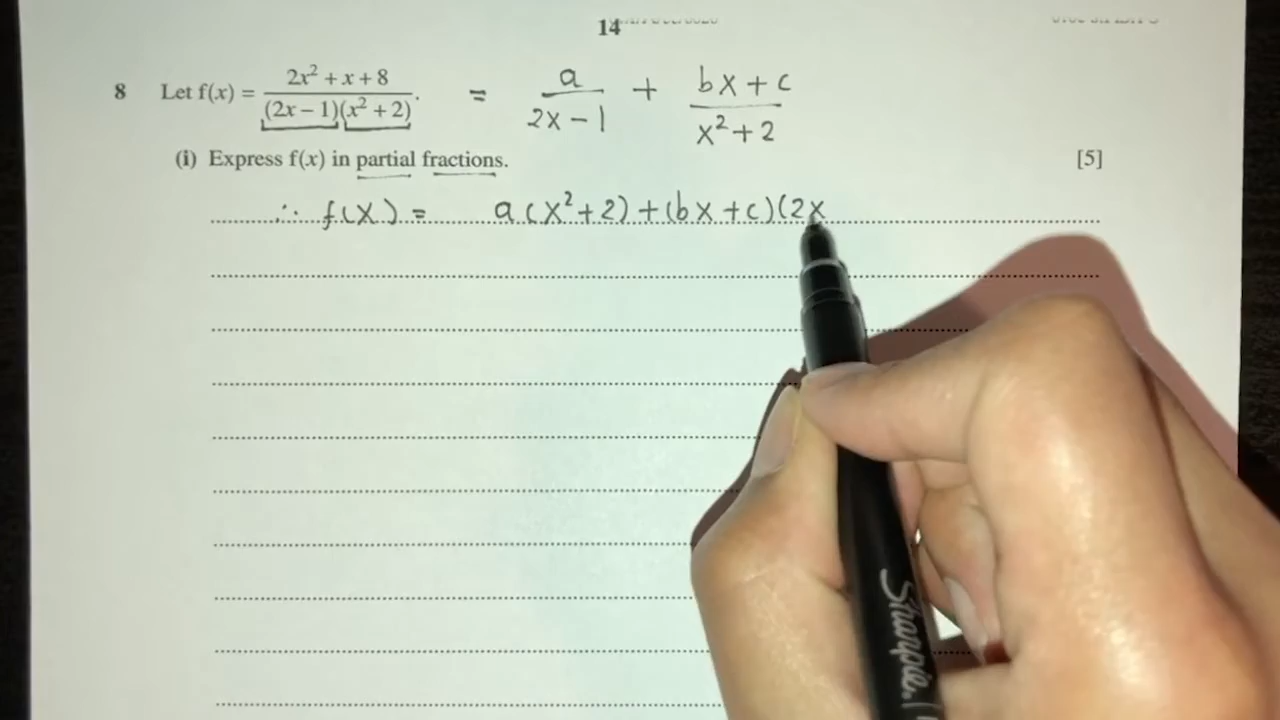 14
8 Let f(x) = (2x² + x + 8)/((2x − 1)(x² + 2)). = a/(2x − 1) + (bx + c)/(x² + 2)
(i) Express f(x) in partial fractions. [5]
∴ f(x) = a(x²+2) + (bx + c)(2x
Sharpie